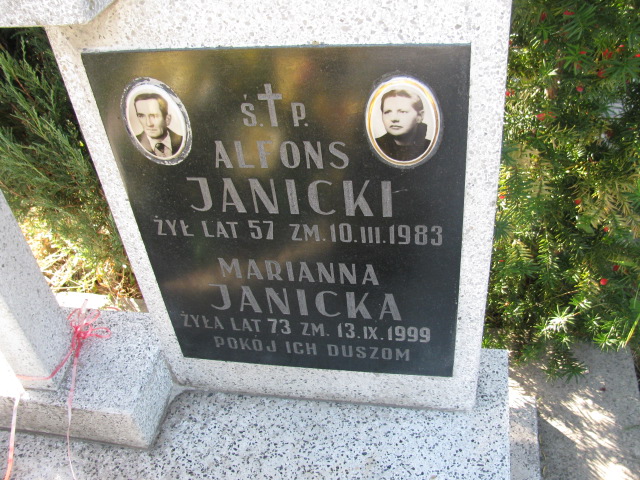 Ś. P.
ALFONS
JANICKI
ŻYŁ LAT 57 ZM. 10.III.1983
MARIANNA
JANICKA
ŻYŁA LAT 73 ZM. 13.IX.1999
POKÓJ ICH DUSZOM